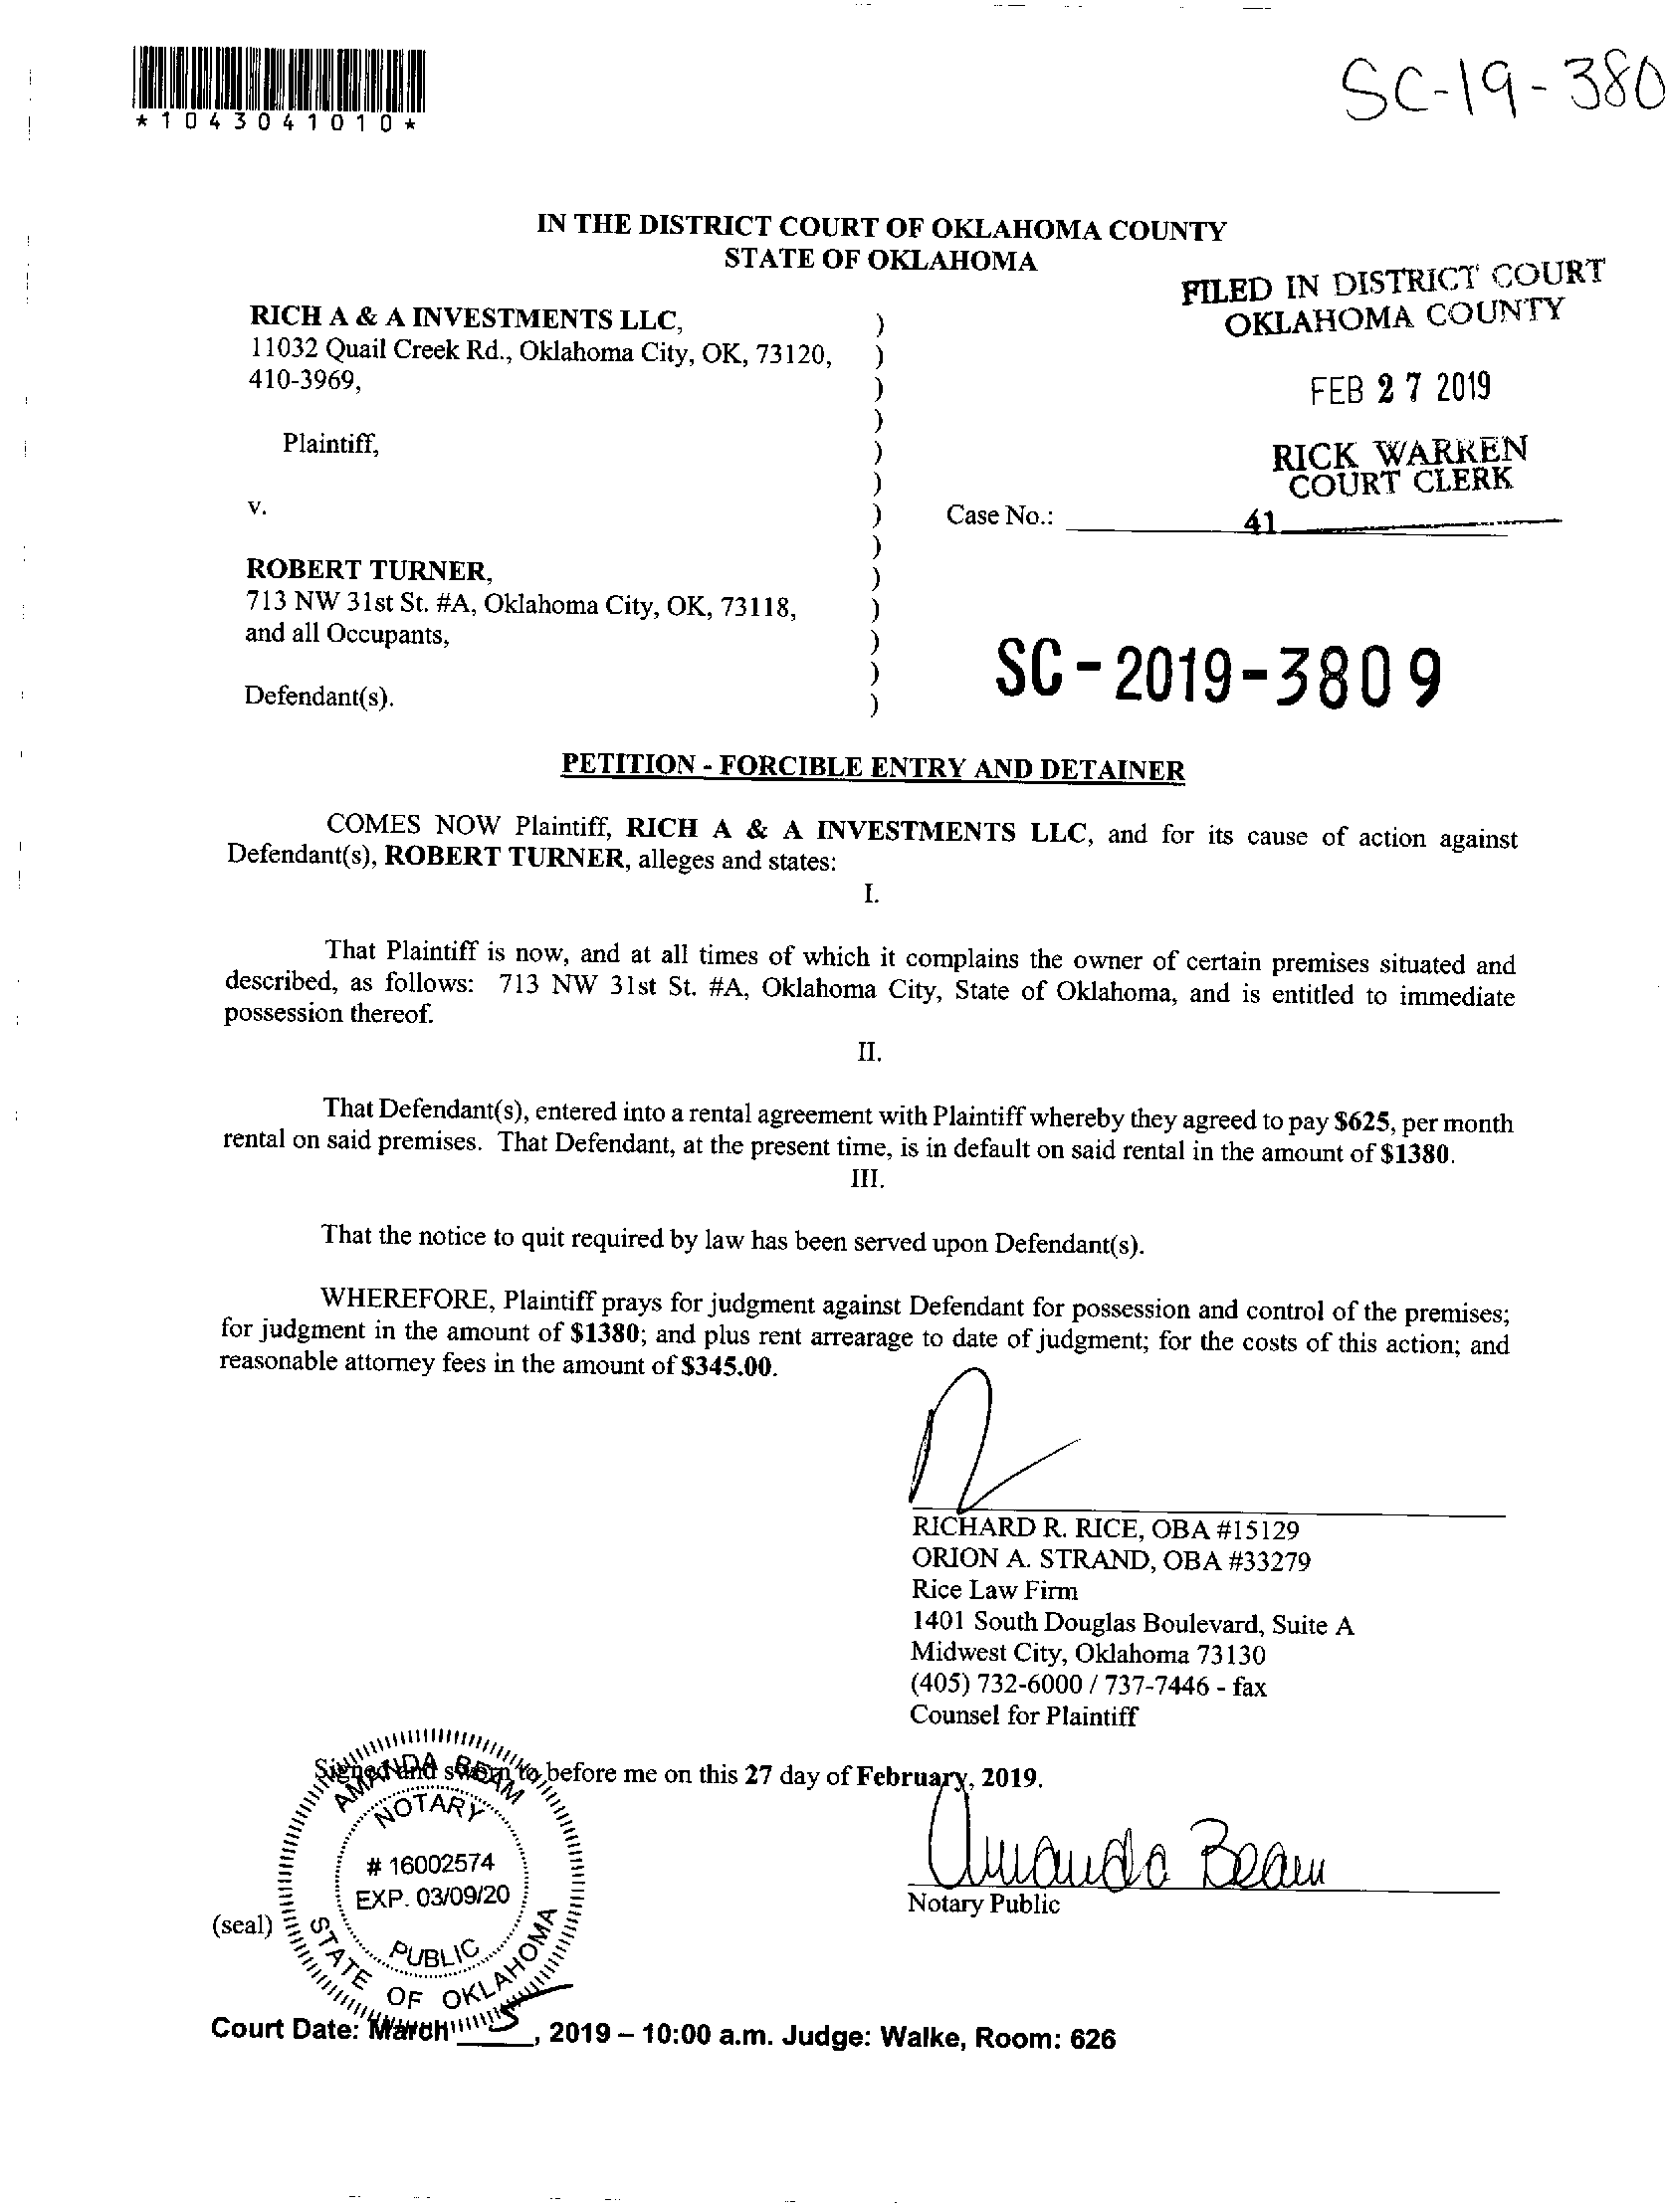 *1043041010*
SC-19-380
IN THE DISTRICT COURT OF OKLAHOMA COUNTY
STATE OF OKLAHOMA
FILED IN DISTRICT COURT
OKLAHOMA COUNTY
FEB 27 2019
RICK WARREN
COURT CLERK
41
RICH A & A INVESTMENTS LLC, )
11032 Quail Creek Rd., Oklahoma City, OK, 73120, )
410-3969, )
)
Plaintiff, )
)
v. ) Case No.:
)
ROBERT TURNER, )
713 NW 31st St. #A, Oklahoma City, OK, 73118, )
and all Occupants, )
)
Defendant(s). )
SC-2019-3809
PETITION - FORCIBLE ENTRY AND DETAINER
COMES NOW Plaintiff, RICH A & A INVESTMENTS LLC, and for its cause of action against
Defendant(s), ROBERT TURNER, alleges and states:
I.
That Plaintiff is now, and at all times of which it complains the owner of certain premises situated and
described, as follows: 713 NW 31st St. #A, Oklahoma City, State of Oklahoma, and is entitled to immediate
possession thereof.
II.
That Defendant(s), entered into a rental agreement with Plaintiff whereby they agreed to pay $625, per month
rental on said premises. That Defendant, at the present time, is in default on said rental in the amount of $1380.
III.
That the notice to quit required by law has been served upon Defendant(s).
WHEREFORE, Plaintiff prays for judgment against Defendant for possession and control of the premises;
for judgment in the amount of $1380; and plus rent arrearage to date of judgment; for the costs of this action; and
reasonable attorney fees in the amount of $345.00.
RICHARD R. RICE, OBA #15129
ORION A. STRAND, OBA #33279
Rice Law Firm
1401 South Douglas Boulevard, Suite A
Midwest City, Oklahoma 73130
(405) 732-6000 / 737-7446 - fax
Counsel for Plaintiff
Signed and sworn to before me on this 27 day of February, 2019.
AMANDA BEAM
NOTARY
# 16002574
EXP. 03/09/20
PUBLIC
STATE OF OKLAHOMA
Amanda Beam
Notary Public
(seal)
Court Date: March 5, 2019 – 10:00 a.m. Judge: Walke, Room: 626